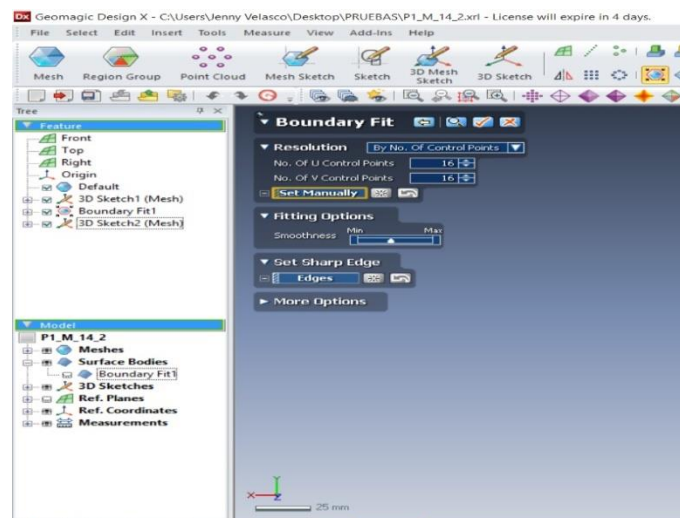 Geomagic Design X - C:\Users\Jenny Velasco\Desktop\PRUEBAS\P1_M_14_2.xrl - License will expire in 4 days.
File Select Edit Insert Tools Measure View Add-Ins Help
Mesh Region Group Point Cloud Mesh Sketch Sketch 3D Mesh Sketch 3D Sketch
Tree
Feature
Front
Top
Right
Origin
Default
3D Sketch1 (Mesh)
Boundary Fit1
3D Sketch2 (Mesh)
Model
P1_M_14_2
Meshes
Surface Bodies
Boundary Fit1
3D Sketches
Ref. Planes
Ref. Coordinates
Measurements
Boundary Fit
Resolution By No. Of Control Points
No. Of U Control Points 16
No. Of V Control Points 16
Set Manually
Fitting Options
Smoothness Min Max
Set Sharp Edge
Edges
More Options
Y
X Z
25 mm